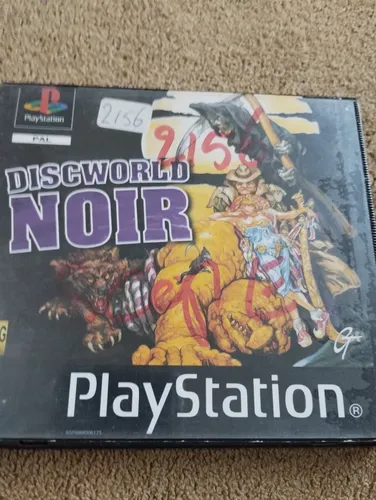 PlayStation
2156
PAL
2156
DISCWORLD
NOIR
G
PlayStation®